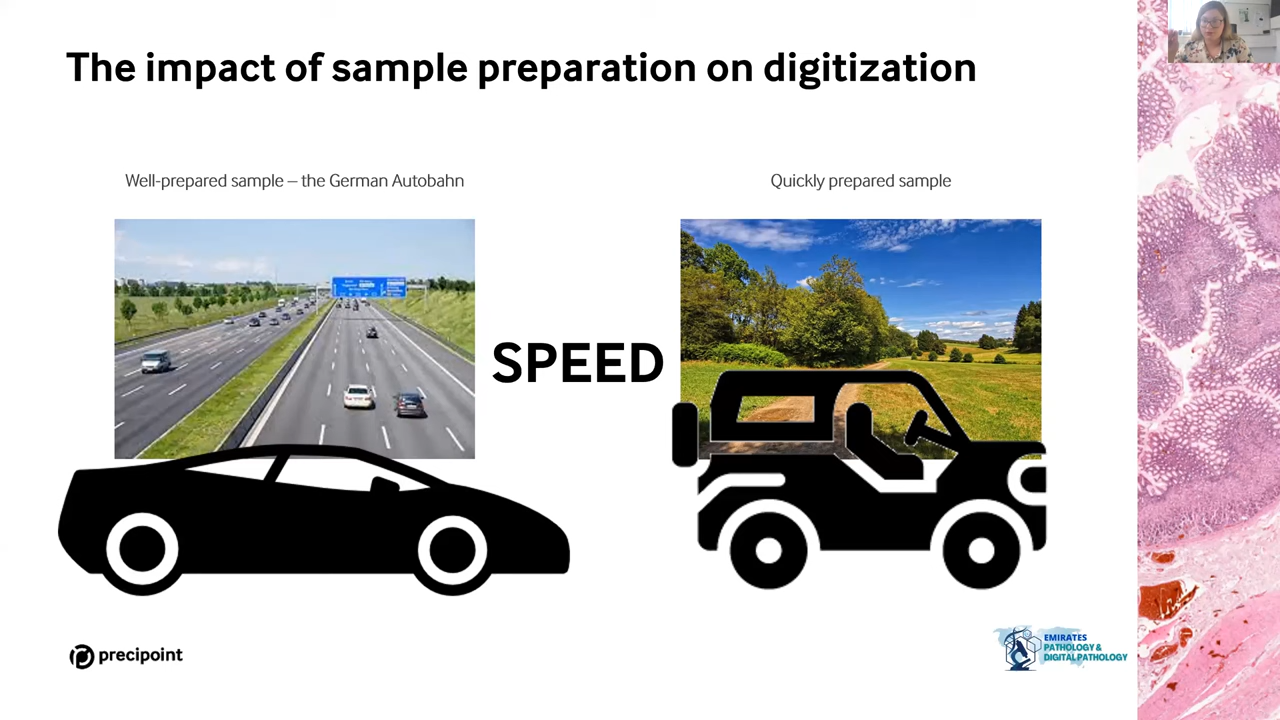 The impact of sample preparation on digitization
Well-prepared sample – the German Autobahn
Quickly prepared sample
SPEED
precipoint
EMIRATES
PATHOLOGY &
DIGITAL PATHOLOGY